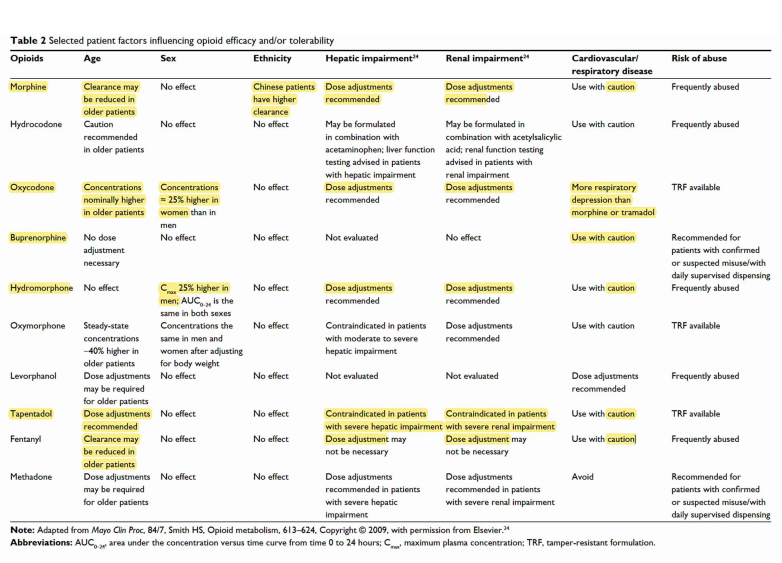 Table 2 Selected patient factors influencing opioid efficacy and/or tolerability
Opioids
Age
Sex
Ethnicity
Hepatic impairment24
Renal impairment24
Cardiovascular/
respiratory disease
Risk of abuse
Morphine
Clearance may
be reduced in
older patients
No effect
Chinese patients
have higher
clearance
Dose adjustments
recommended
Dose adjustments
recommended
Use with caution
Frequently abused
Hydrocodone
Caution
recommended
in older patients
No effect
No effect
May be formulated
in combination with
acetaminophen; liver function
testing advised in patients
with hepatic impairment
May be formulated in
combination with acetylsalicylic
acid; renal function testing
advised in patients with
renal impairment
Use with caution
Frequently abused
Oxycodone
Concentrations
nominally higher
in older patients
Concentrations
≈ 25% higher in
women than in
men
No effect
Dose adjustments
recommended
Dose adjustments
recommended
More respiratory
depression than
morphine or tramadol
TRF available
Buprenorphine
No dose
adjustment
necessary
No effect
No effect
Not evaluated
No effect
Use with caution
Recommended for
patients with confirmed
or suspected misuse/with
daily supervised dispensing
Hydromorphone
No effect
Cmax 25% higher in
men; AUC0–24 is the
same in both sexes
No effect
Dose adjustments
recommended
Dose adjustments
recommended
Use with caution
Frequently abused
Oxymorphone
Steady-state
concentrations
~40% higher in
older patients
Concentrations the
same in men and
women after adjusting
for body weight
No effect
Contraindicated in patients
with moderate to severe
hepatic impairment
Dose adjustments
recommended
Use with caution
TRF available
Levorphanol
Dose adjustments
may be required
for older patients
No effect
No effect
Not evaluated
Not evaluated
Dose adjustments
recommended
Frequently abused
Tapentadol
Dose adjustments
recommended
No effect
No effect
Contraindicated in patients
with severe hepatic impairment
Contraindicated in patients
with severe renal impairment
Use with caution
TRF available
Fentanyl
Clearance may
be reduced in
older patients
No effect
No effect
Dose adjustment may
not be necessary
Dose adjustment may
not be necessary
Use with caution
Frequently abused
Methadone
Dose adjustments
may be required
for older patients
No effect
No effect
Dose adjustments
recommended in patients
with severe hepatic
impairment
Dose adjustments
recommended in patients
with severe renal impairment
Avoid
Recommended for
patients with confirmed
or suspected misuse/with
daily supervised dispensing
Note: Adapted from Mayo Clin Proc, 84/7, Smith HS, Opioid metabolism, 613–624, Copyright © 2009, with permission from Elsevier.24
Abbreviations: AUC0–24, area under the concentration versus time curve from time 0 to 24 hours; Cmax, maximum plasma concentration; TRF, tamper-resistant formulation.